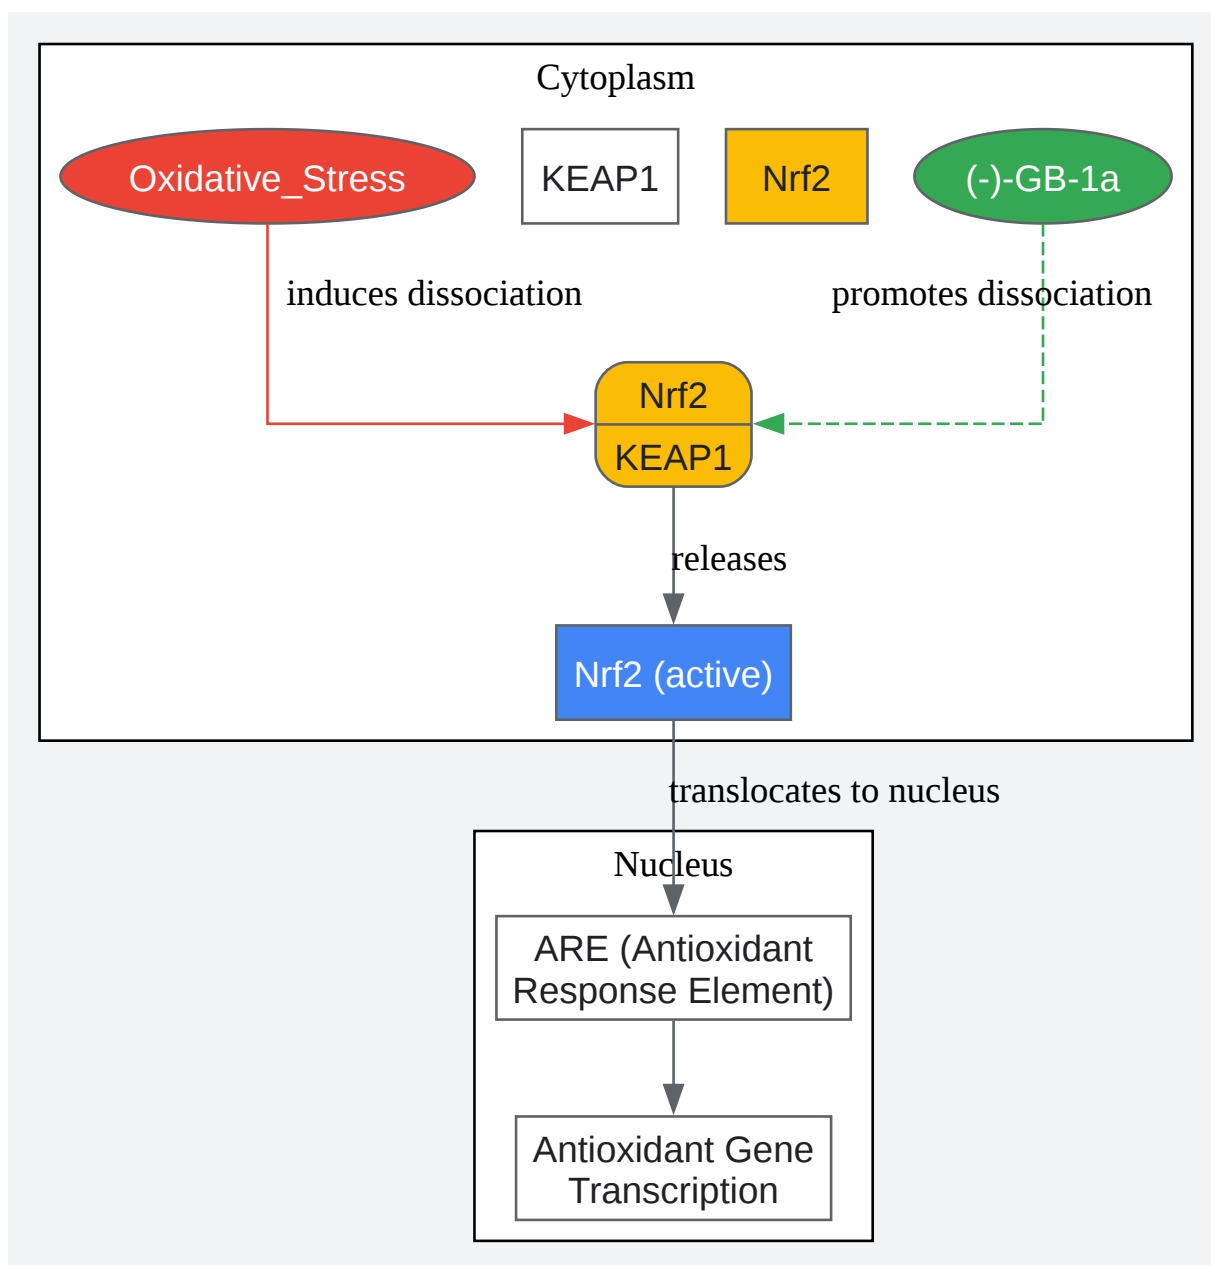 Cytoplasm
Oxidative_Stress
KEAP1
Nrf2
(-)-GB-1a
induces dissociation
promotes dissociation
Nrf2
KEAP1
releases
Nrf2 (active)
translocates to nucleus
Nucleus
ARE (Antioxidant
Response Element)
Antioxidant Gene
Transcription